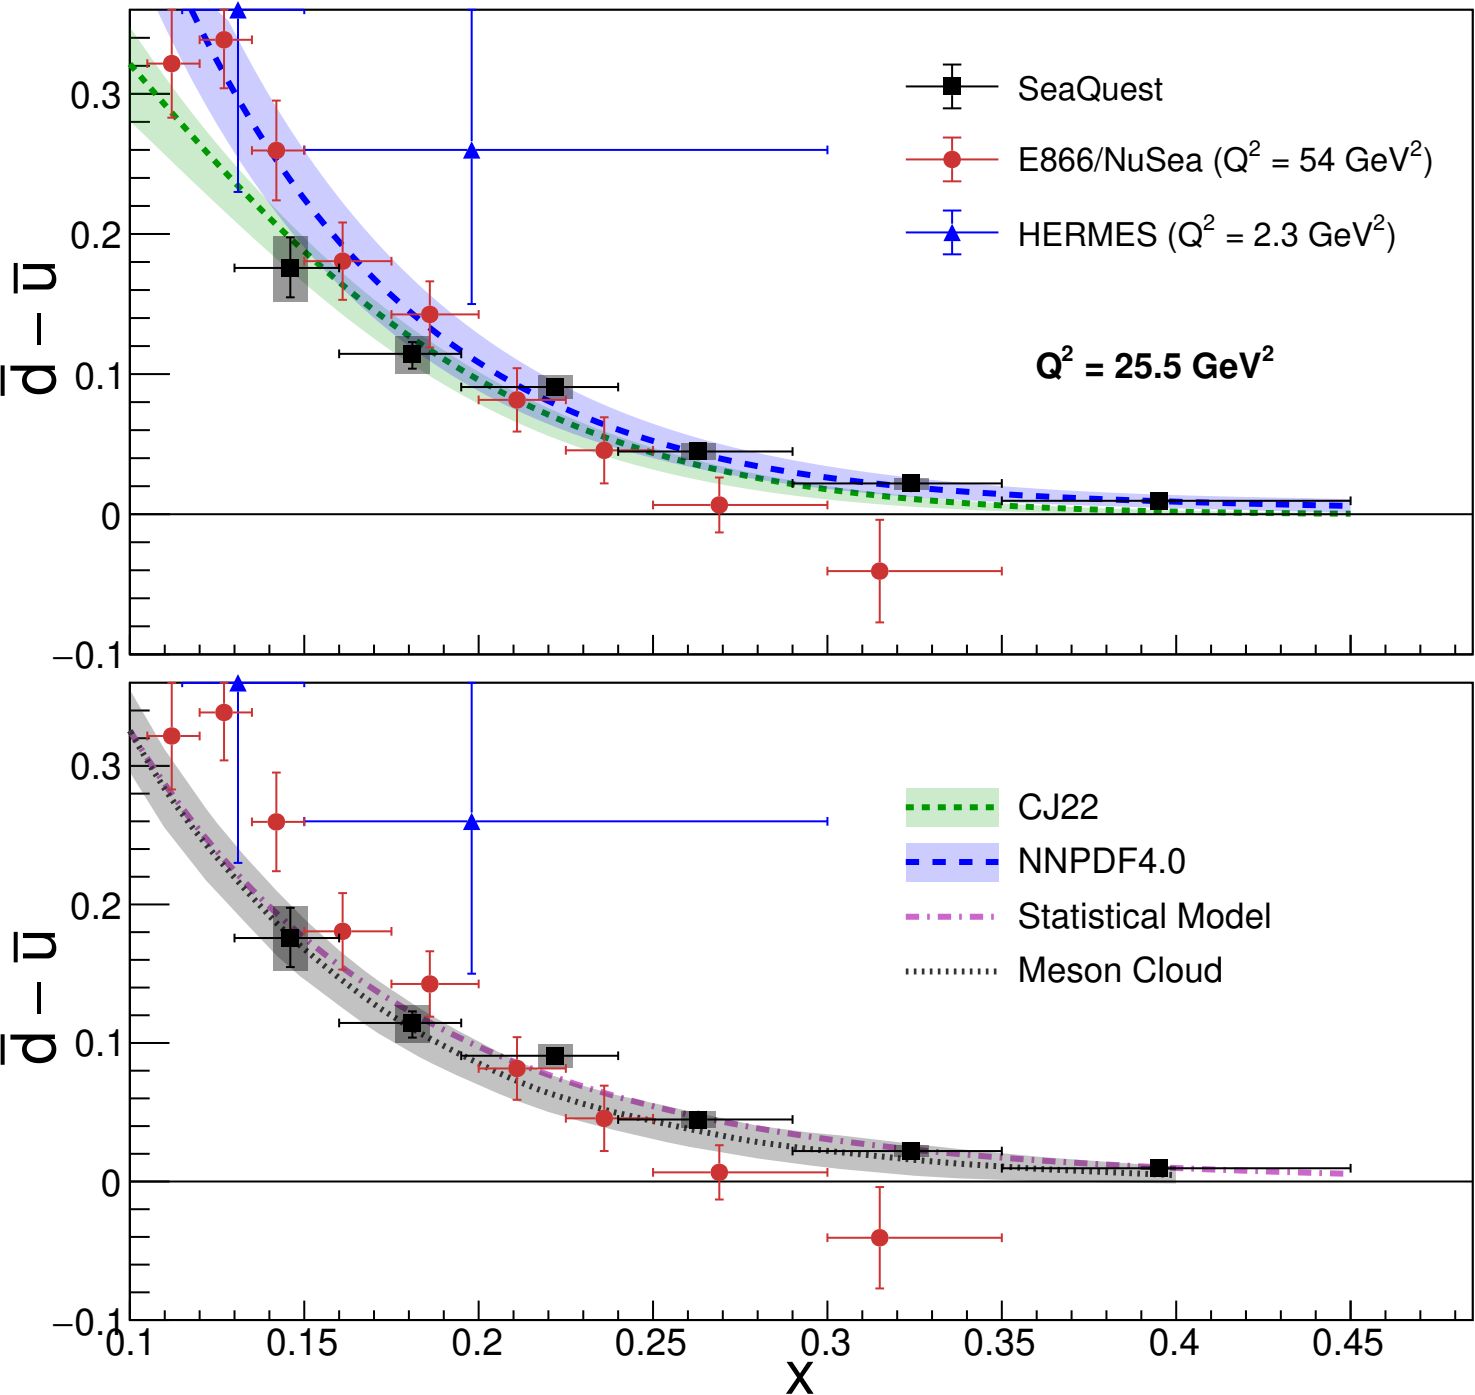 SeaQuest
E866/NuSea (Q² = 54 GeV²)
HERMES (Q² = 2.3 GeV²)
Q² = 25.5 GeV²
0.3
0.2
0.1
0
−0.1
d̅ − u̅
CJ22
NNPDF4.0
Statistical Model
Meson Cloud
0.3
0.2
0.1
0
−0.1
d̅ − u̅
0.1 0.15 0.2 0.25 0.3 0.35 0.4 0.45
x